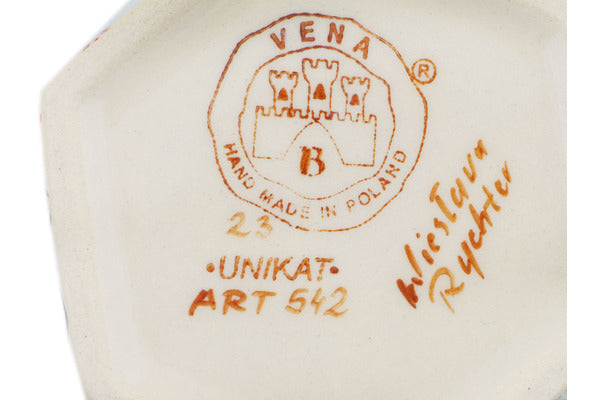 VENA
®
B
HAND MADE IN POLAND
23
·UNIKAT·
ART 542
Wiesława
Rychter